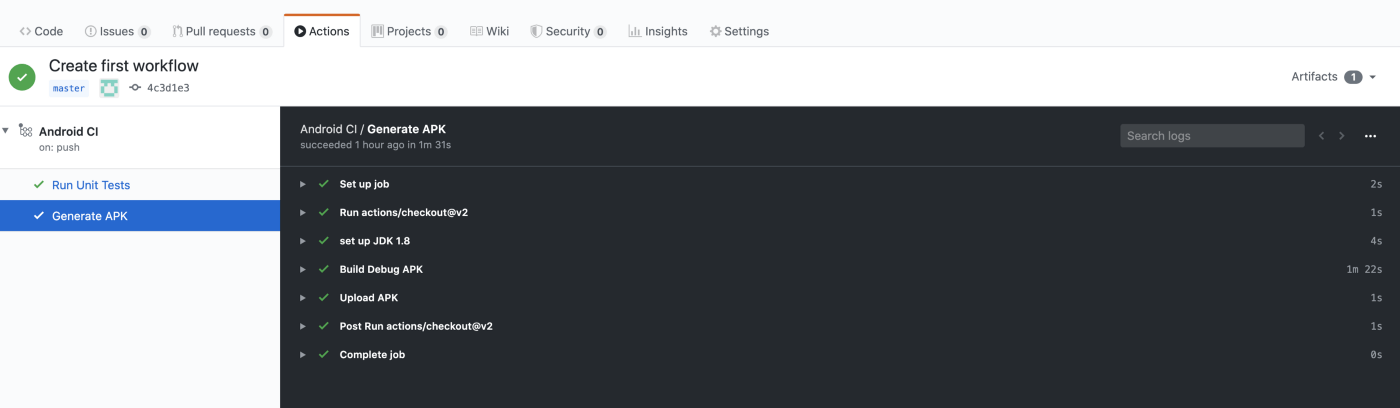 Code Issues 0 Pull requests 0 Actions Projects 0 Wiki Security 0 Insights Settings
Create first workflow
master 4c3d1e3
Artifacts 1
Android CI
on: push
Run Unit Tests
Generate APK
Android CI / Generate APK
succeeded 1 hour ago in 1m 31s
Search logs
Set up job 2s
Run actions/checkout@v2 1s
set up JDK 1.8 4s
Build Debug APK 1m 22s
Upload APK 1s
Post Run actions/checkout@v2 1s
Complete job 0s